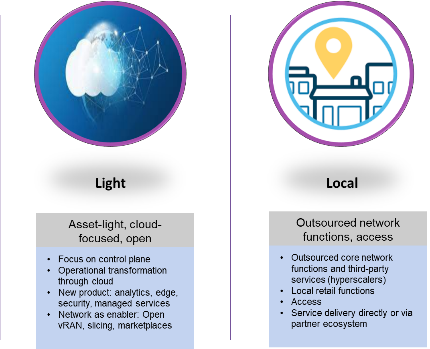 Light
Asset-light, cloud-
focused, open
• Focus on control plane
• Operational transformation
through cloud
• New product: analytics, edge,
security, managed services
• Network as enabler: Open
vRAN, slicing, marketplaces
Local
Outsourced network
functions, access
• Outsourced core network
functions and third-party
services (hyperscalers)
• Local retail functions
• Access
• Service delivery directly or via
partner ecosystem